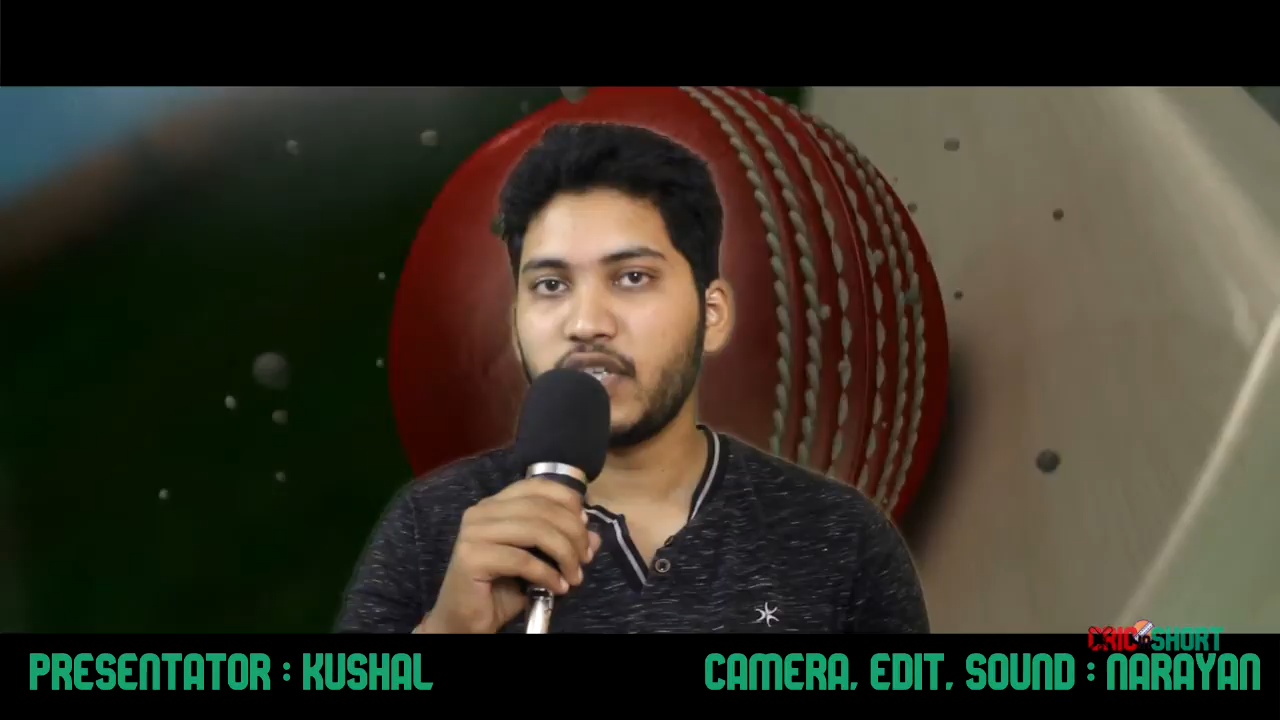 CRIC SHORT
PRESENTATOR : KUSHAL
CAMERA, EDIT, SOUND : NARAYAN